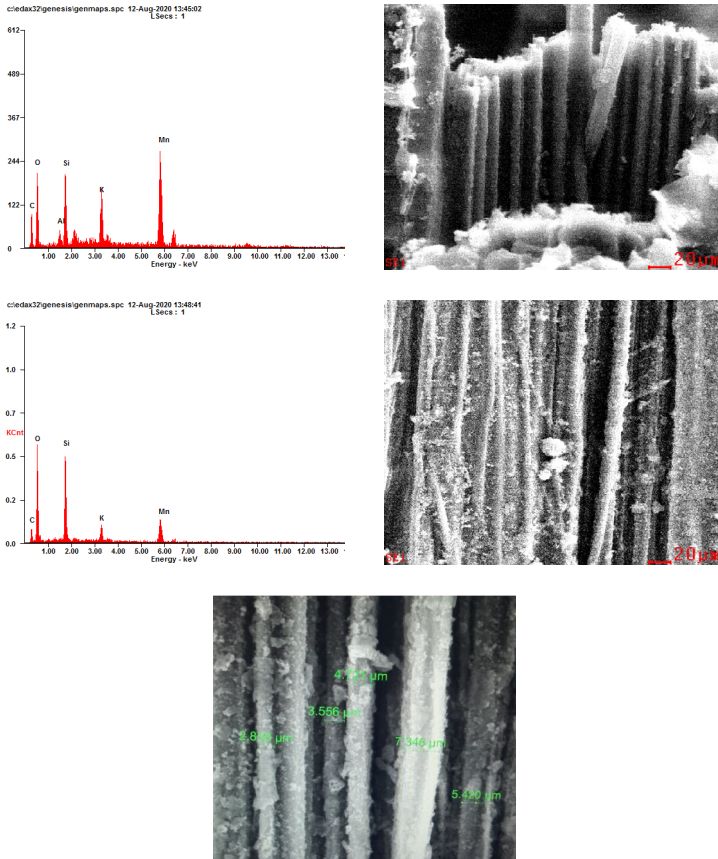 c:\edax32\genesis\genmaps.spc 12-Aug-2020 13:45:02
LSecs : 1
612
489
367
244
122
0
C
O
Al
Si
K
Mn
1.00 2.00 3.00 4.00 5.00 6.00 7.00 8.00 9.00 10.00 11.00 12.00 13.00
Energy - keV
20µm
c:\edax32\genesis\genmaps.spc 12-Aug-2020 13:48:41
LSecs : 1
1.2
1.0
0.7
KCnt
0.5
0.2
0.0
C
O
Si
K
Mn
1.00 2.00 3.00 4.00 5.00 6.00 7.00 8.00 9.00 10.00 11.00 12.00 13.00
Energy - keV
20µm
3.556 µm
7.346 µm
5.420 µm